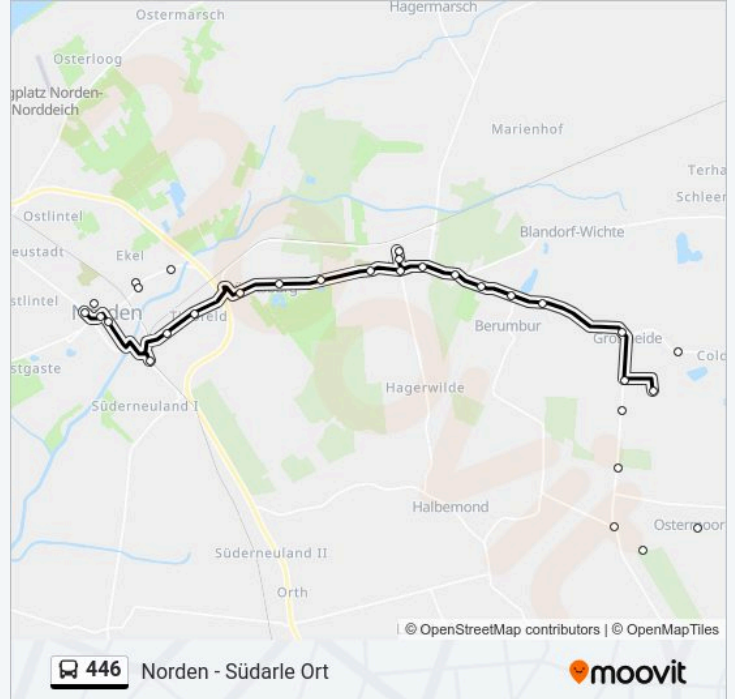 Hagermarsch
Ostermarsch
Osterloog
gplatz Norden-
Norddeich
Marienhof
Terha
Schleer
Ostlintel
Blandorf-Wichte
eustadt
Ekel
stlintel
Norden
Berumbur
Großheide
Cold
stgaste
Hagerwilde
Süderneuland I
Halbemond
Ostermoor
Süderneuland II
Orth
© OpenStreetMap contributors | © OpenMapTiles
446 Norden - Südarle Ort
moovit